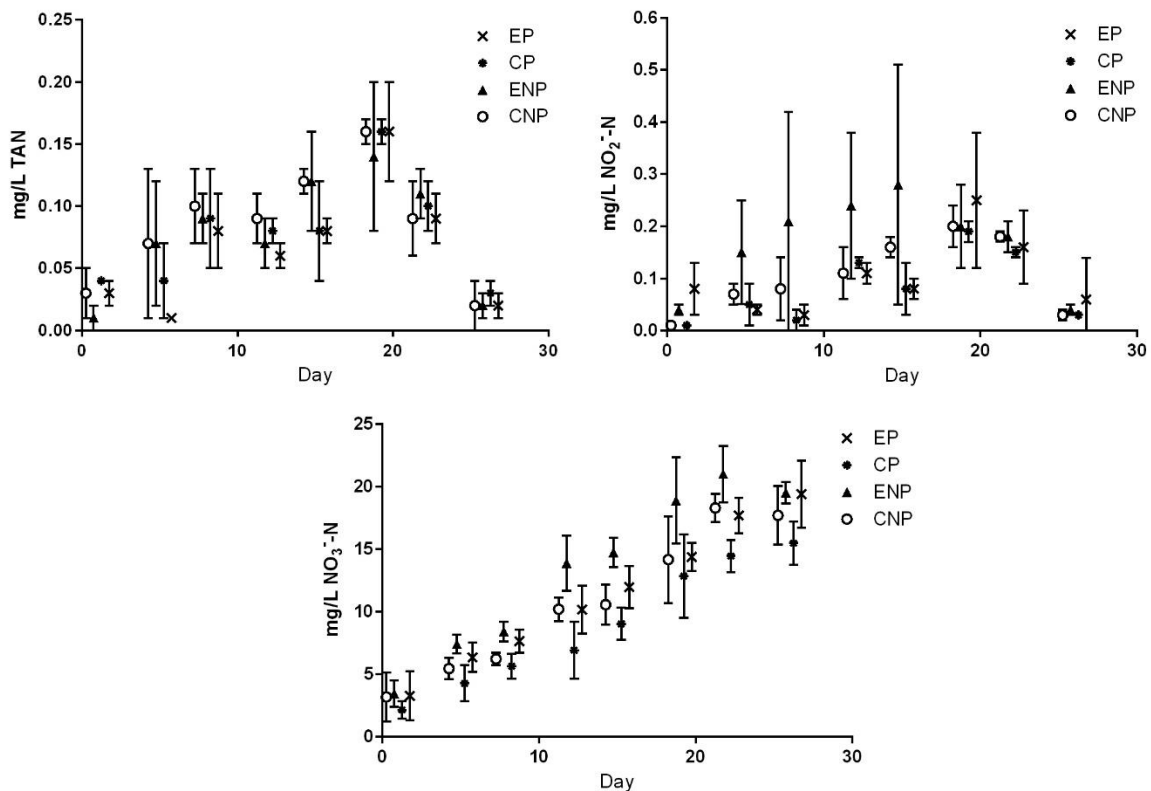 0.25
0.20
0.15
0.10
0.05
0.00
mg/L TAN
0 10 20 30
Day
EP
CP
ENP
CNP
0.6
0.5
0.4
0.3
0.2
0.1
0.0
mg/L NO₂⁻-N
0 10 20 30
Day
EP
CP
ENP
CNP
25
20
15
10
5
0
mg/L NO₃⁻-N
0 10 20 30
Day
EP
CP
ENP
CNP